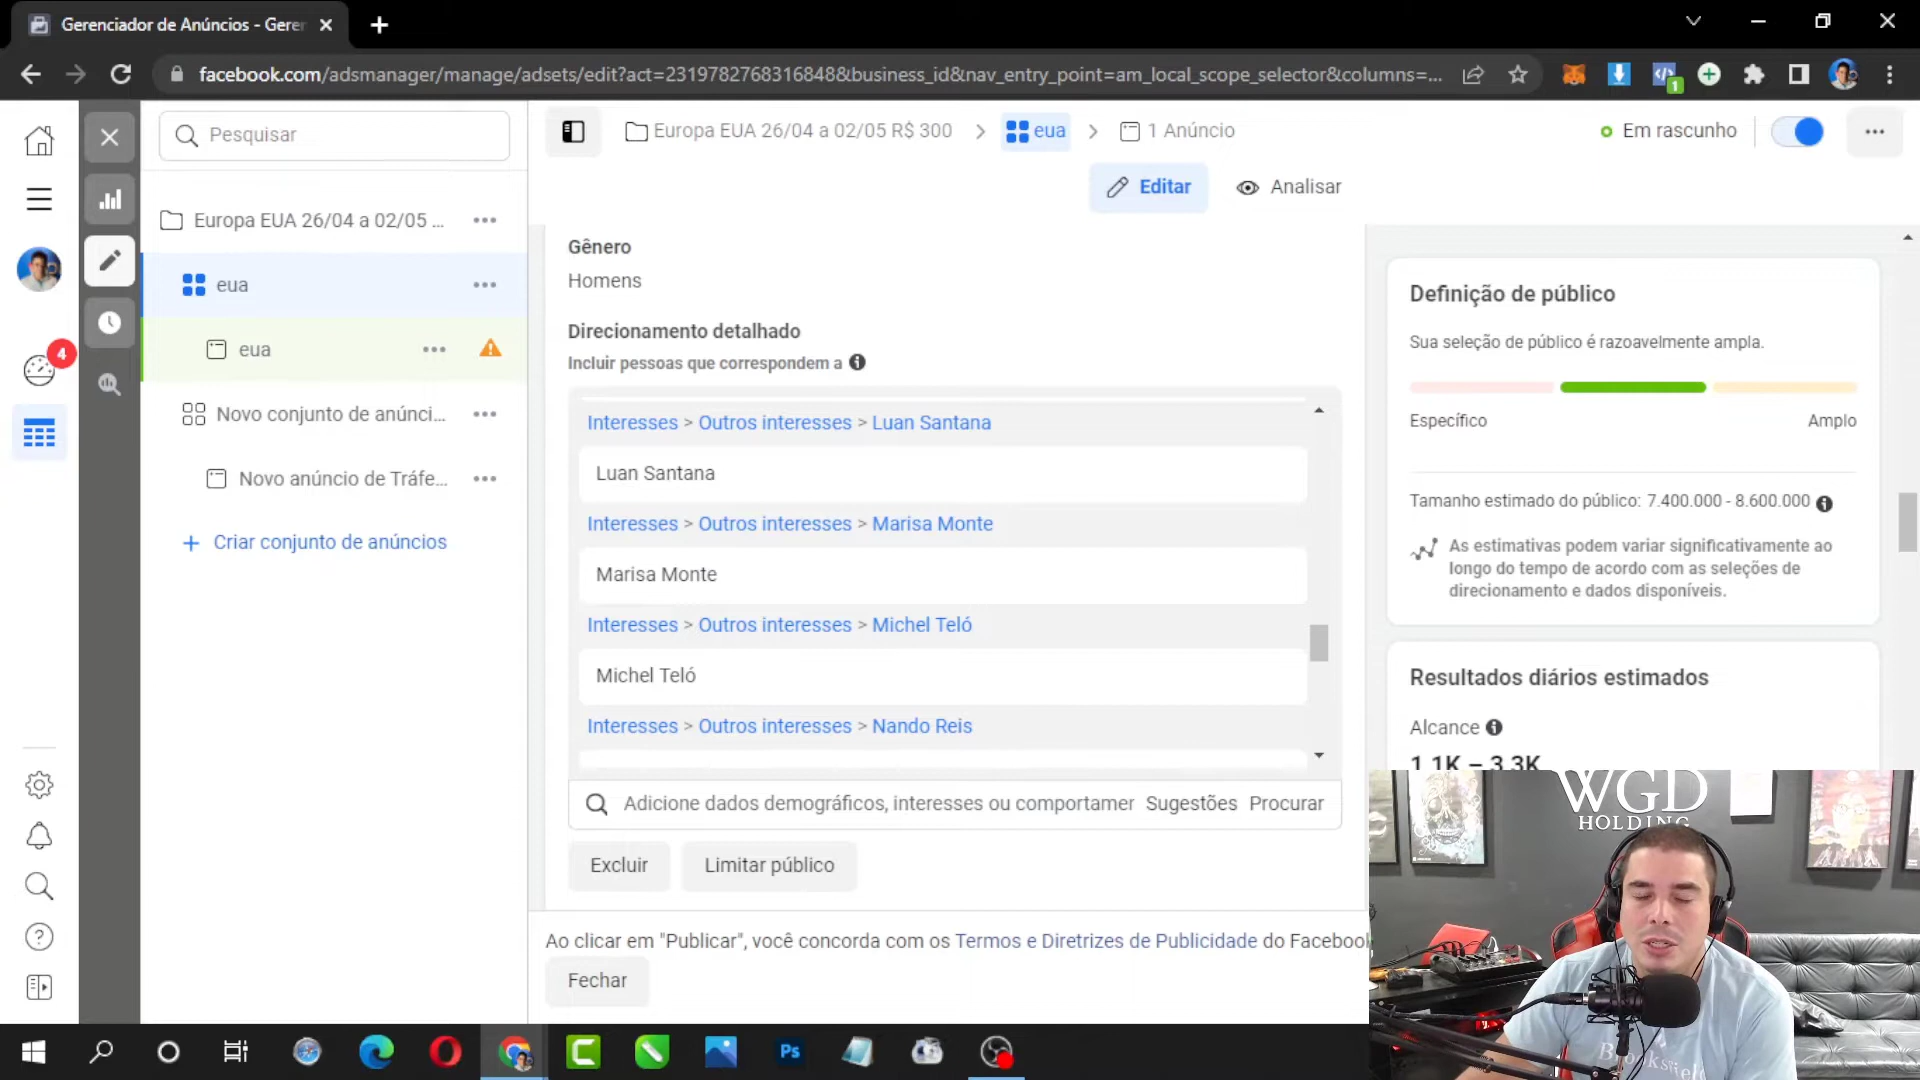 Gerenciador de Anúncios - Geren
facebook.com/adsmanager/manage/adsets/edit?act=2319782768316848&business_id&nav_entry_point=am_local_scope_selector&columns=...
1
Pesquisar
Europa EUA 26/04 a 02/05 R$ 300
eua
1 Anúncio
Em rascunho
Editar
Analisar
Europa EUA 26/04 a 02/05 ...
eua
eua
4
Novo conjunto de anúnci...
Novo anúncio de Tráfe...
Criar conjunto de anúncios
Gênero
Homens
Direcionamento detalhado
Incluir pessoas que correspondem a
Interesses > Outros interesses > Luan Santana
Luan Santana
Interesses > Outros interesses > Marisa Monte
Marisa Monte
Interesses > Outros interesses > Michel Teló
Michel Teló
Interesses > Outros interesses > Nando Reis
Adicione dados demográficos, interesses ou comportamer
Sugestões
Procurar
Excluir
Limitar público
Ao clicar em "Publicar", você concorda com os Termos e Diretrizes de Publicidade do Facebook
Fechar
Definição de público
Sua seleção de público é razoavelmente ampla.
Específico
Amplo
Tamanho estimado do público: 7.400.000 - 8.600.000
As estimativas podem variar significativamente ao
longo do tempo de acordo com as seleções de
direcionamento e dados disponíveis.
Resultados diários estimados
Alcance
1.1K – 3.3K
WGD
HOLDING
Ps